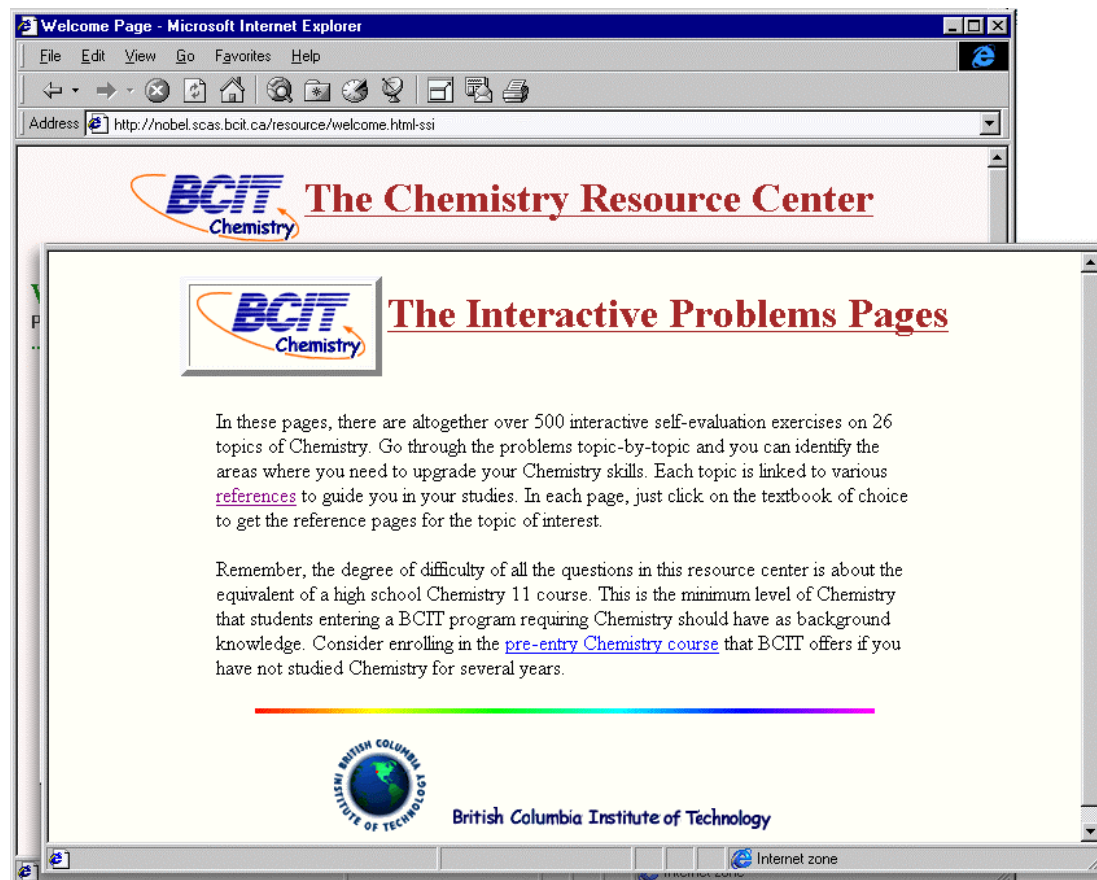 Welcome Page - Microsoft Internet Explorer
File Edit View Go Favorites Help
Address http://nobel.scas.bcit.ca/resource/welcome.html-ssi
BCIT Chemistry
The Chemistry Resource Center
BCIT Chemistry
The Interactive Problems Pages
In these pages, there are altogether over 500 interactive self-evaluation exercises on 26
topics of Chemistry. Go through the problems topic-by-topic and you can identify the
areas where you need to upgrade your Chemistry skills. Each topic is linked to various
references to guide you in your studies. In each page, just click on the textbook of choice
to get the reference pages for the topic of interest.
Remember, the degree of difficulty of all the questions in this resource center is about the
equivalent of a high school Chemistry 11 course. This is the minimum level of Chemistry
that students entering a BCIT program requiring Chemistry should have as background
knowledge. Consider enrolling in the pre-entry Chemistry course that BCIT offers if you
have not studied Chemistry for several years.
BRITISH COLUMBIA INSTITUTE OF TECHNOLOGY
British Columbia Institute of Technology
Internet zone